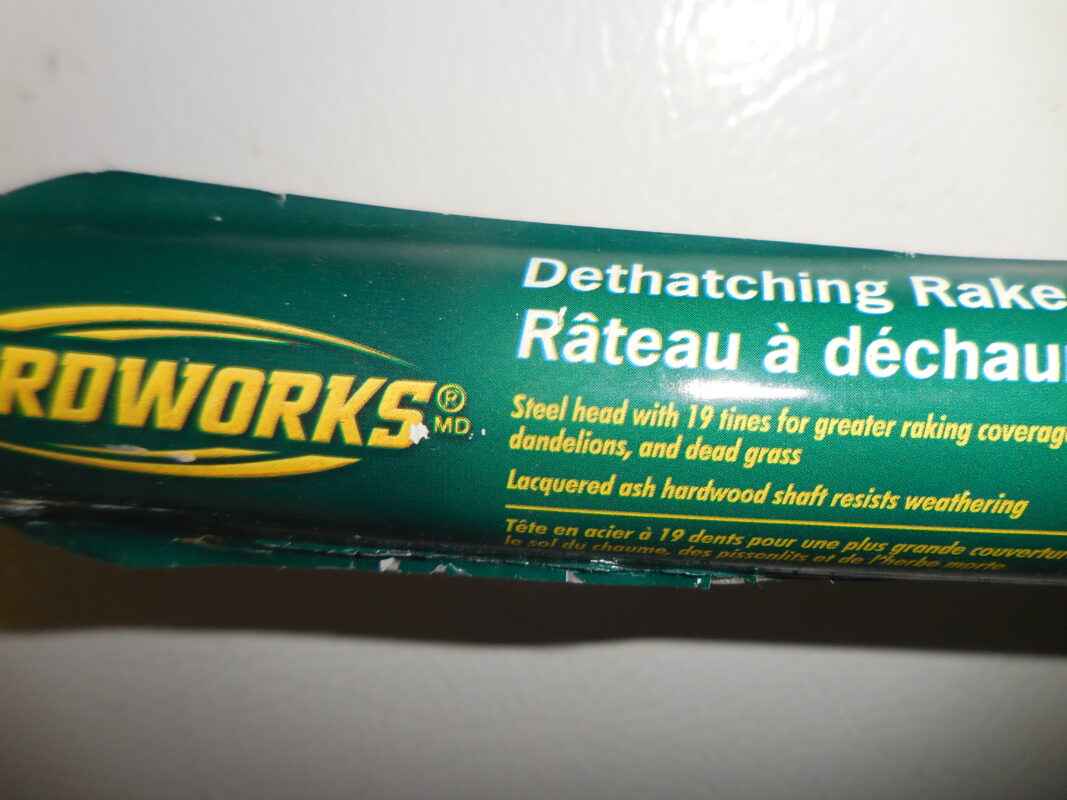 RDWORKS®
MD
Dethatching Rake
Râteau à déchau
Steel head with 19 tines for greater raking coverag
dandelions, and dead grass
Lacquered ash hardwood shaft resists weathering
Tête en acier à 19 dents pour une plus grande couvertur
le sol du chaume, des pissenlits et de l'herbe morte